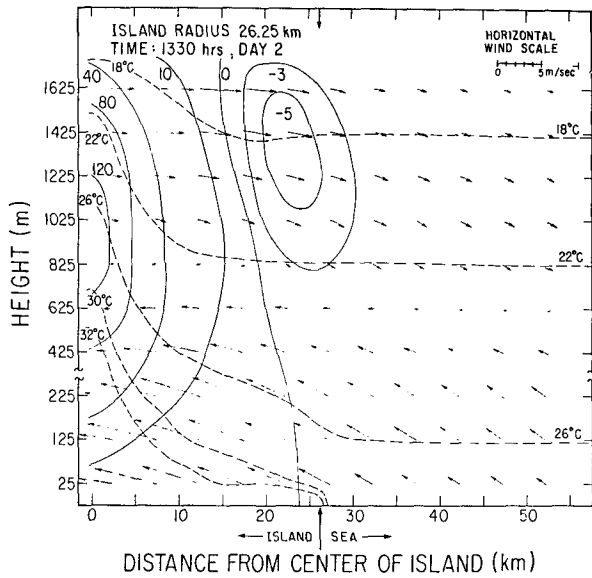 ISLAND RADIUS 26.25 km
TIME: 1330 hrs, DAY 2
HORIZONTAL
WIND SCALE
0 5 m/sec
HEIGHT (m)
1625
1425
1225
1025
825
625
425
225
125
25
40
18°C
10
0
-3
80
-5
22°C
18°C
120
26°C
22°C
30°C
32°C
26°C
0 10 20 30 40 50
ISLAND SEA
DISTANCE FROM CENTER OF ISLAND (km)